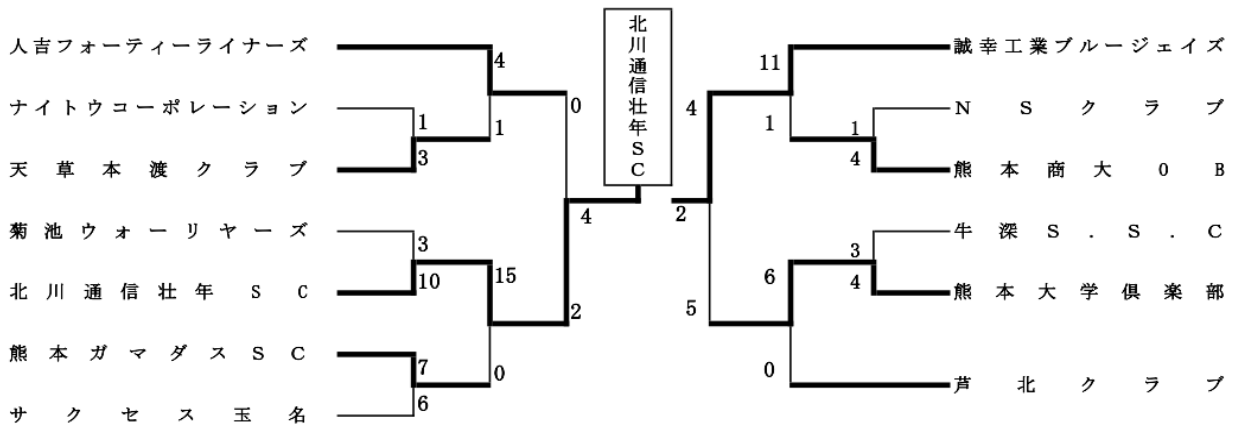 人吉フォーティーライナーズ
ナイトウコーポレーション
天草本渡クラブ
菊池ウォーリヤーズ
北川通信壮年SC
熊本ガマダスSC
サクセス玉名
4
1
1
3
0
3
10
15
2
7
6
0
4
北川通信壮年SC
2
4
5
11
1
1
4
6
3
4
0
誠幸工業ブルージェイズ
NSクラブ
熊本商大OB
牛深S.S.C
熊本大学倶楽部
芦北クラブ